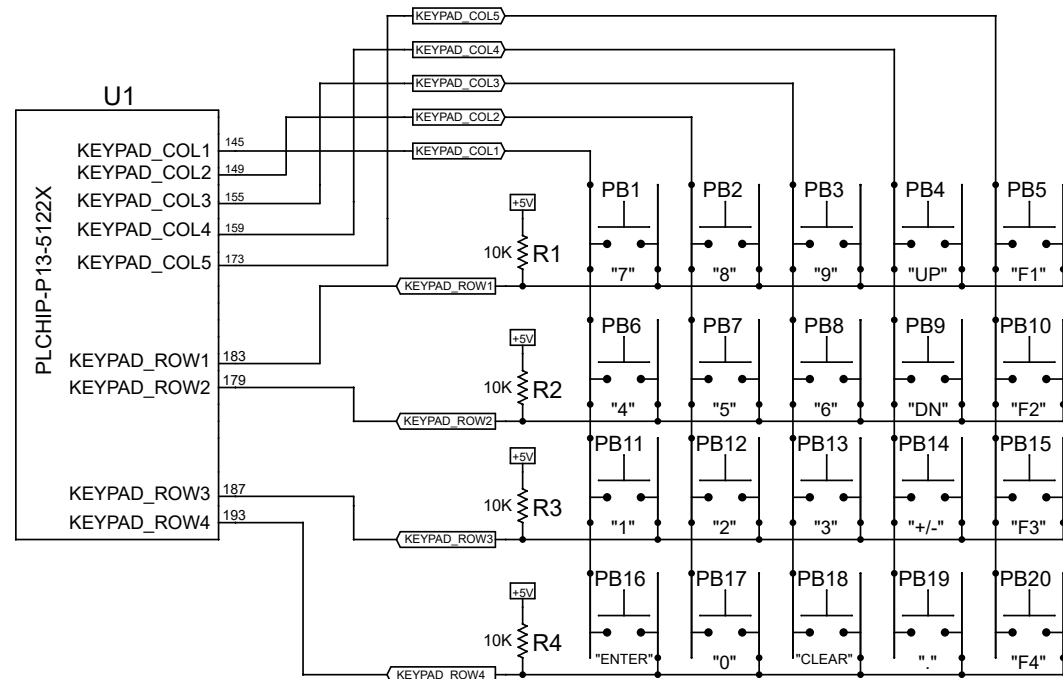 KEYPAD_COL5
KEYPAD_COL4
KEYPAD_COL3
KEYPAD_COL2
KEYPAD_COL1
U1
PLCHIP-P13-5122X
KEYPAD_COL1 145
KEYPAD_COL2 149
KEYPAD_COL3 155
KEYPAD_COL4 159
KEYPAD_COL5 173
KEYPAD_ROW1 183
KEYPAD_ROW2 179
KEYPAD_ROW3 187
KEYPAD_ROW4 193
PB1 PB2 PB3 PB4 PB5
+5V
10K R1
"7" "8" "9" "UP" "F1"
KEYPAD_ROW1
PB6 PB7 PB8 PB9 PB10
+5V
10K R2
"4" "5" "6" "DN" "F2"
KEYPAD_ROW2
PB11 PB12 PB13 PB14 PB15
+5V
10K R3
"1" "2" "3" "+/-" "F3"
KEYPAD_ROW3
PB16 PB17 PB18 PB19 PB20
+5V
10K R4
"ENTER" "0" "CLEAR" "." "F4"
KEYPAD_ROW4